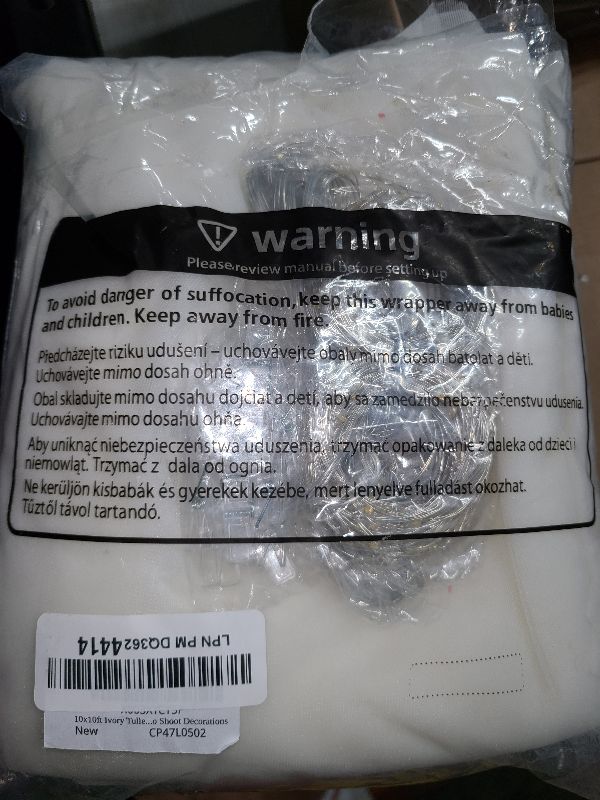 warning
Please review manual before setting up
To avoid danger of suffocation, keep this wrapper away from babies
and children. Keep away from fire.
Předcházejte riziku udušení – uchovávejte obaly mimo dosah batolat a dětí.
Uchovávejte mimo dosah ohně.
Obal skladujte mimo dosahu dojčiat a detí, aby sa zamedzilo nebezpečenstvu udusenia.
Uchovávajte mimo dosahu ohňa.
Aby uniknąć niebezpieczeństwa uduszenia, trzymać opakowanie z daleka od dzieci i
niemowląt. Trzymać z dala od ognia.
Ne kerüljön kisbabák és gyerekek kezébe, mert lenyelve fulladást okozhat.
Tűztől távol tartandó.
LPN PM DQ3624414
10x10ft Ivory Tulle...o Shoot Decorations
New CP47L0502